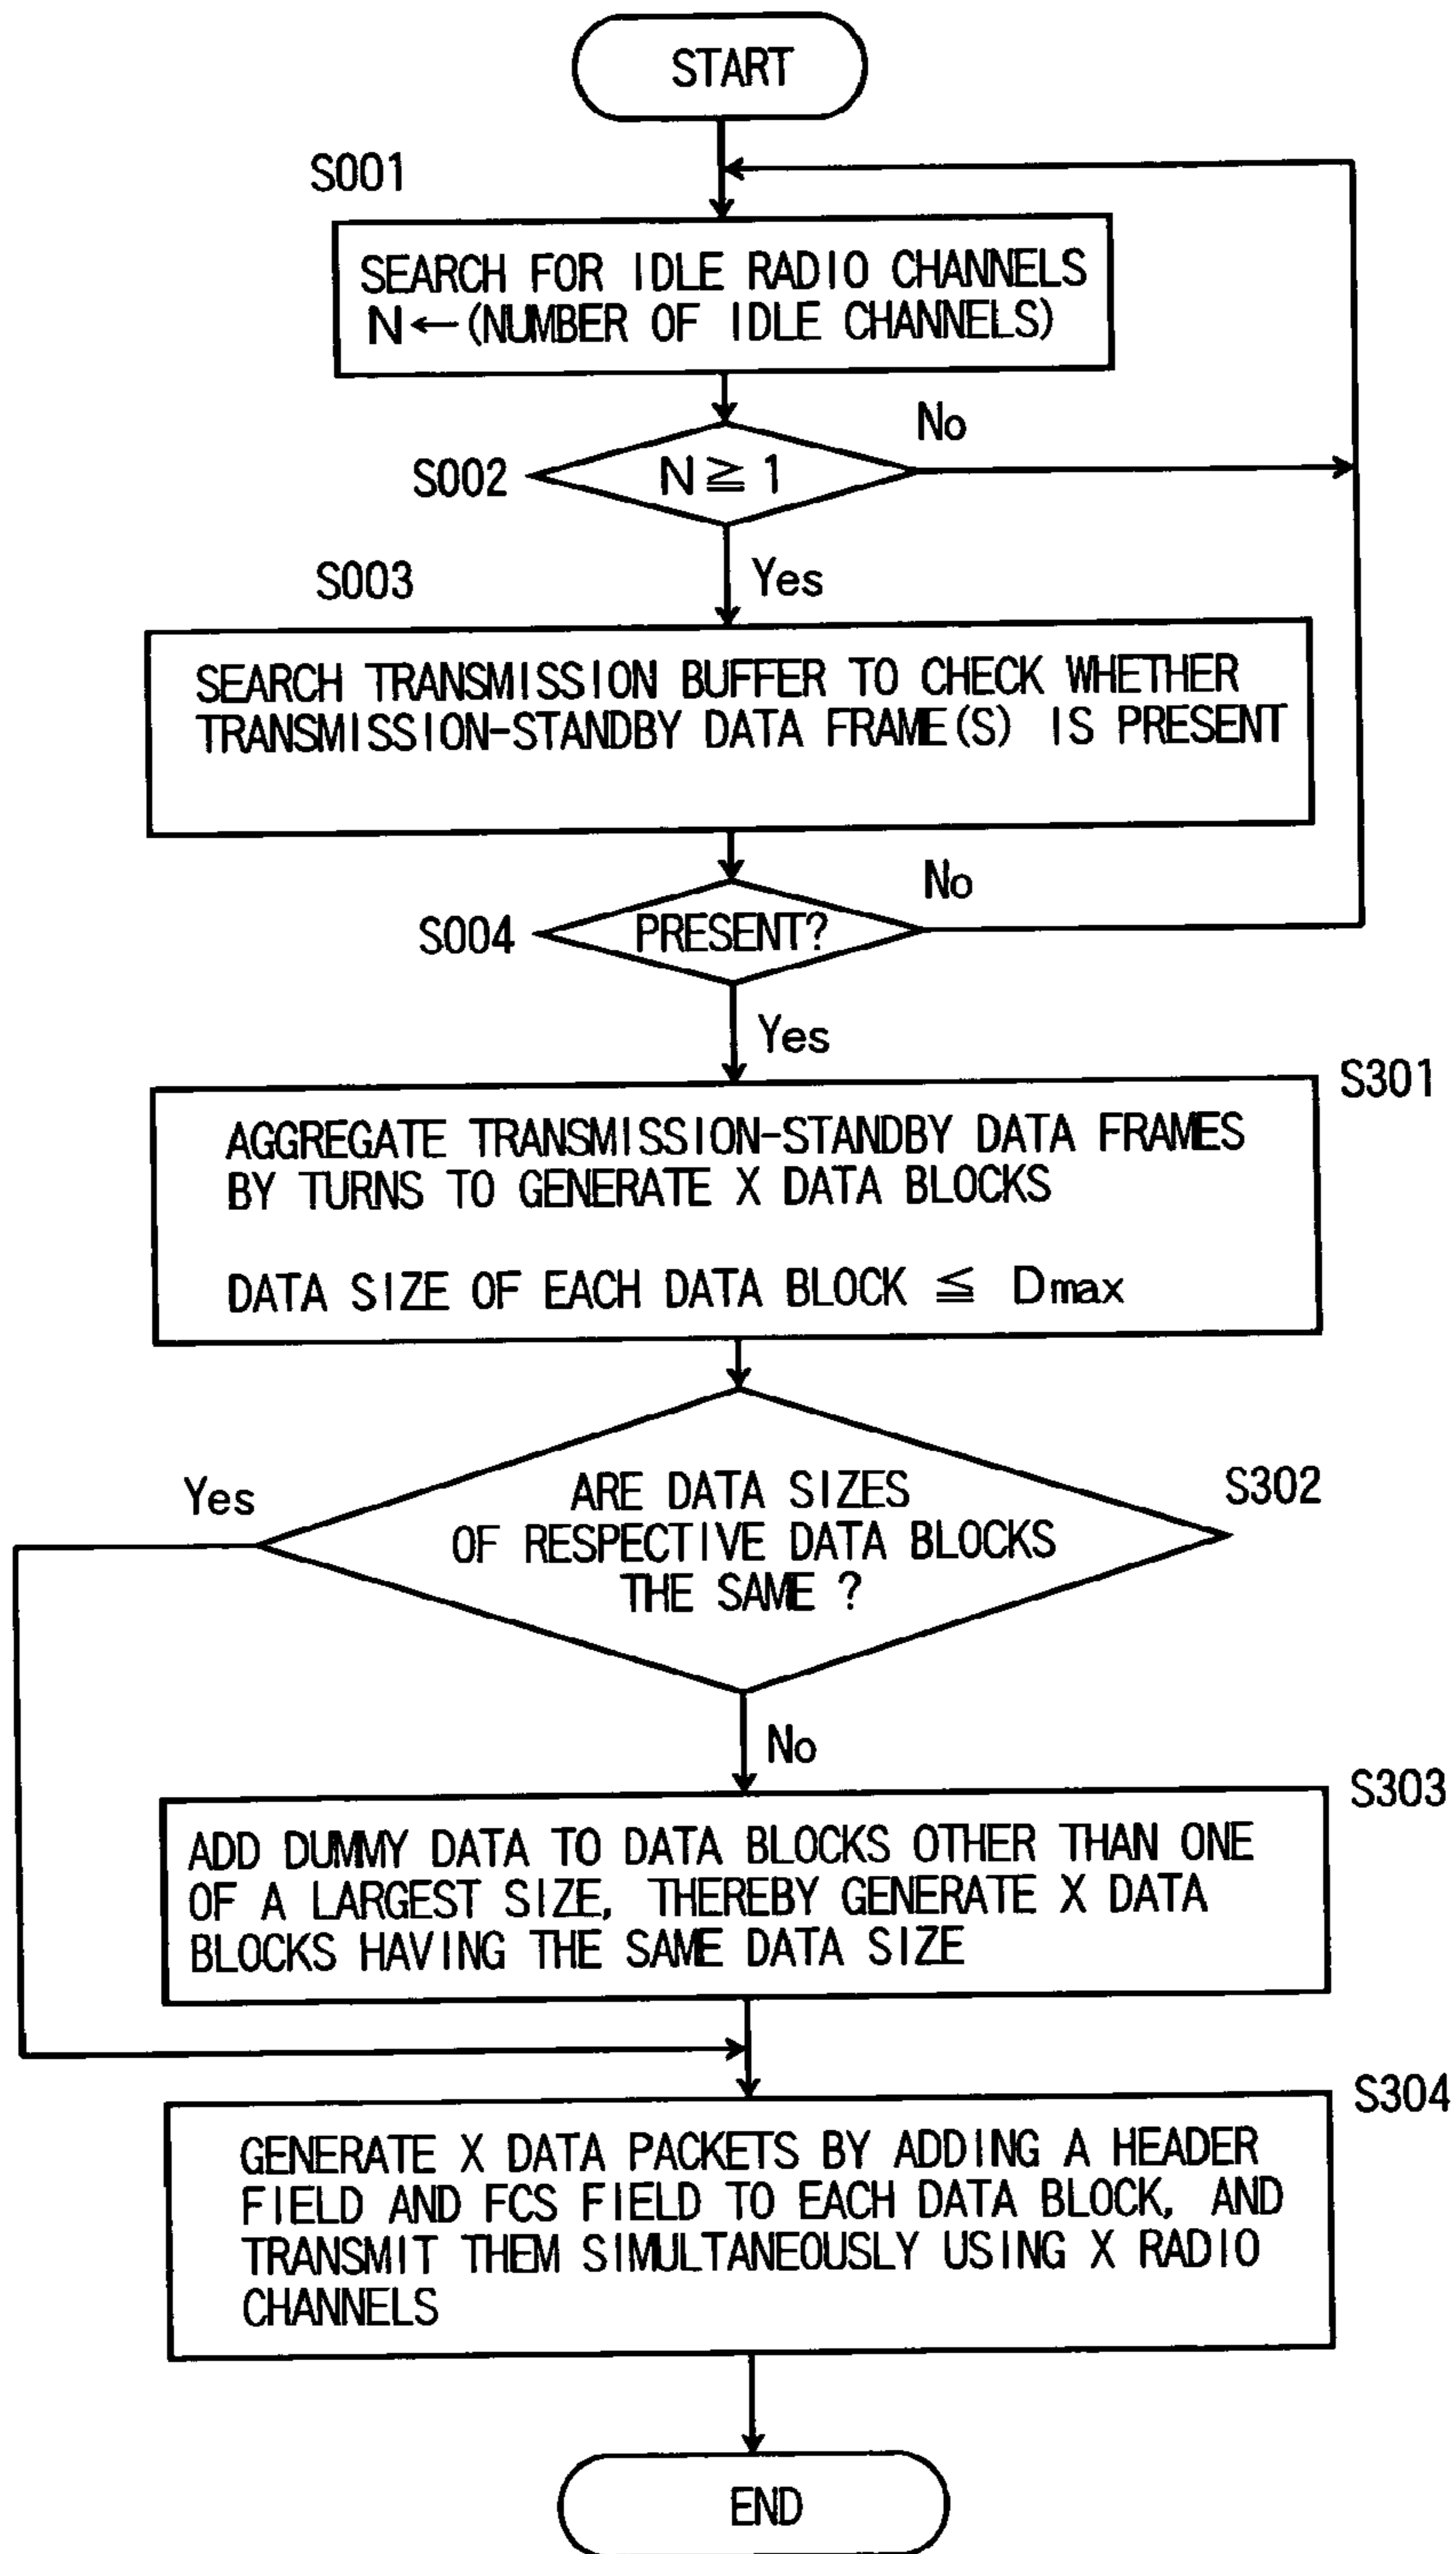 START
S001
SEARCH FOR IDLE RADIO CHANNELS
N←(NUMBER OF IDLE CHANNELS)
No
S002
N≧1
Yes
S003
SEARCH TRANSMISSION BUFFER TO CHECK WHETHER
TRANSMISSION-STANDBY DATA FRAME(S) IS PRESENT
No
S004
PRESENT?
Yes
S301
AGGREGATE TRANSMISSION-STANDBY DATA FRAMES
BY TURNS TO GENERATE X DATA BLOCKS
DATA SIZE OF EACH DATA BLOCK ≦ Dmax
Yes
S302
ARE DATA SIZES
OF RESPECTIVE DATA BLOCKS
THE SAME ?
No
S303
ADD DUMMY DATA TO DATA BLOCKS OTHER THAN ONE
OF A LARGEST SIZE, THEREBY GENERATE X DATA
BLOCKS HAVING THE SAME DATA SIZE
S304
GENERATE X DATA PACKETS BY ADDING A HEADER
FIELD AND FCS FIELD TO EACH DATA BLOCK, AND
TRANSMIT THEM SIMULTANEOUSLY USING X RADIO
CHANNELS
END